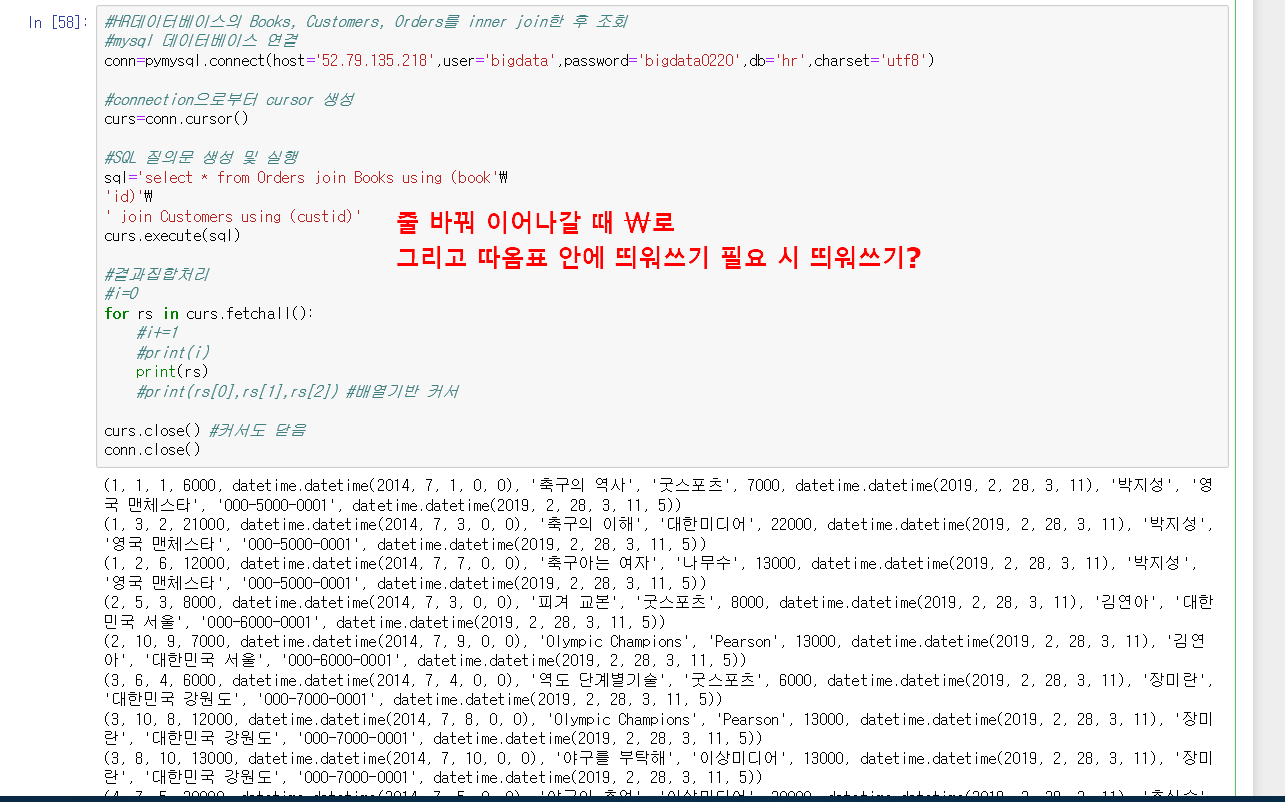 In [58]:
#HR데이터베이스의 Books, Customers, Orders를 inner join한 후 조회
#mysql 데이터베이스 연결
conn=pymysql.connect(host='52.79.135.218',user='bigdata',password='bigdata0220',db='hr',charset='utf8')
#connection으로부터 cursor 생성
curs=conn.cursor()
#SQL 질의문 생성 및 실행
sql='select * from Orders join Books using (book'₩
'id)'₩
' join Customers using (custid)'
curs.execute(sql)
줄 바꿔 이어나갈 때 ₩로
그리고 따옴표 안에 띄워쓰기 필요 시 띄워쓰기?
#결과집합처리
#i=0
for rs in curs.fetchall():
    #i+=1
    #print(i)
    print(rs)
    #print(rs[0],rs[1],rs[2]) #배열기반 커서
curs.close() #커서도 닫음
conn.close()
(1, 1, 1, 6000, datetime.datetime(2014, 7, 1, 0, 0), '축구의 역사', '굿스포츠', 7000, datetime.datetime(2019, 2, 28, 3, 11), '박지성', '영
국 맨체스타', '000-5000-0001', datetime.datetime(2019, 2, 28, 3, 11, 5))
(1, 3, 2, 21000, datetime.datetime(2014, 7, 3, 0, 0), '축구의 이해', '대한미디어', 22000, datetime.datetime(2019, 2, 28, 3, 11), '박지성',
'영국 맨체스타', '000-5000-0001', datetime.datetime(2019, 2, 28, 3, 11, 5))
(1, 2, 6, 12000, datetime.datetime(2014, 7, 7, 0, 0), '축구아는 여자', '나무수', 13000, datetime.datetime(2019, 2, 28, 3, 11), '박지성',
'영국 맨체스타', '000-5000-0001', datetime.datetime(2019, 2, 28, 3, 11, 5))
(2, 5, 3, 8000, datetime.datetime(2014, 7, 3, 0, 0), '피겨 교본', '굿스포츠', 8000, datetime.datetime(2019, 2, 28, 3, 11), '김연아', '대한
민국 서울', '000-6000-0001', datetime.datetime(2019, 2, 28, 3, 11, 5))
(2, 10, 9, 7000, datetime.datetime(2014, 7, 9, 0, 0), 'Olympic Champions', 'Pearson', 13000, datetime.datetime(2019, 2, 28, 3, 11), '김연
아', '대한민국 서울', '000-6000-0001', datetime.datetime(2019, 2, 28, 3, 11, 5))
(3, 6, 4, 6000, datetime.datetime(2014, 7, 4, 0, 0), '역도 단계별기술', '굿스포츠', 6000, datetime.datetime(2019, 2, 28, 3, 11), '장미란',
'대한민국 강원도', '000-7000-0001', datetime.datetime(2019, 2, 28, 3, 11, 5))
(3, 10, 8, 12000, datetime.datetime(2014, 7, 8, 0, 0), 'Olympic Champions', 'Pearson', 13000, datetime.datetime(2019, 2, 28, 3, 11), '장미
란', '대한민국 강원도', '000-7000-0001', datetime.datetime(2019, 2, 28, 3, 11, 5))
(3, 8, 10, 13000, datetime.datetime(2014, 7, 10, 0, 0), '야구를 부탁해', '이상미디어', 13000, datetime.datetime(2019, 2, 28, 3, 11), '장미
란', '대한민국 강원도', '000-7000-0001', datetime.datetime(2019, 2, 28, 3, 11, 5))